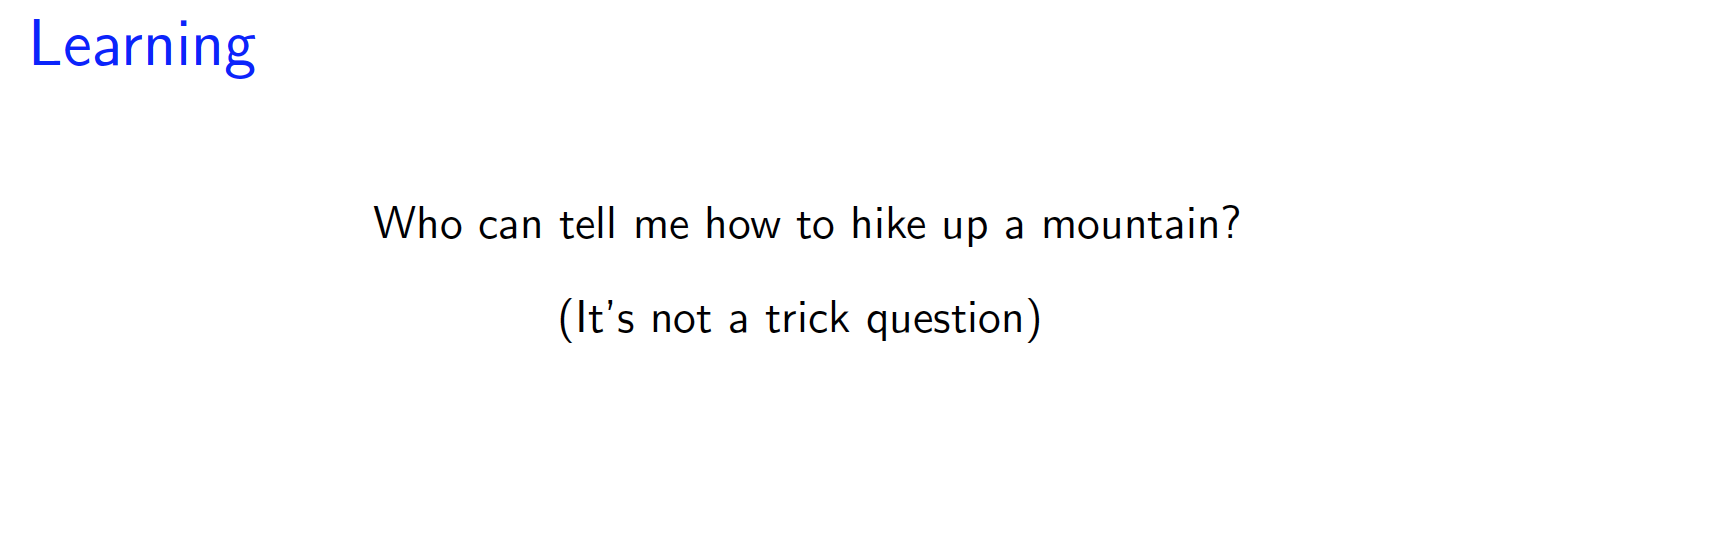 Learning
Who can tell me how to hike up a mountain?
(It's not a trick question)